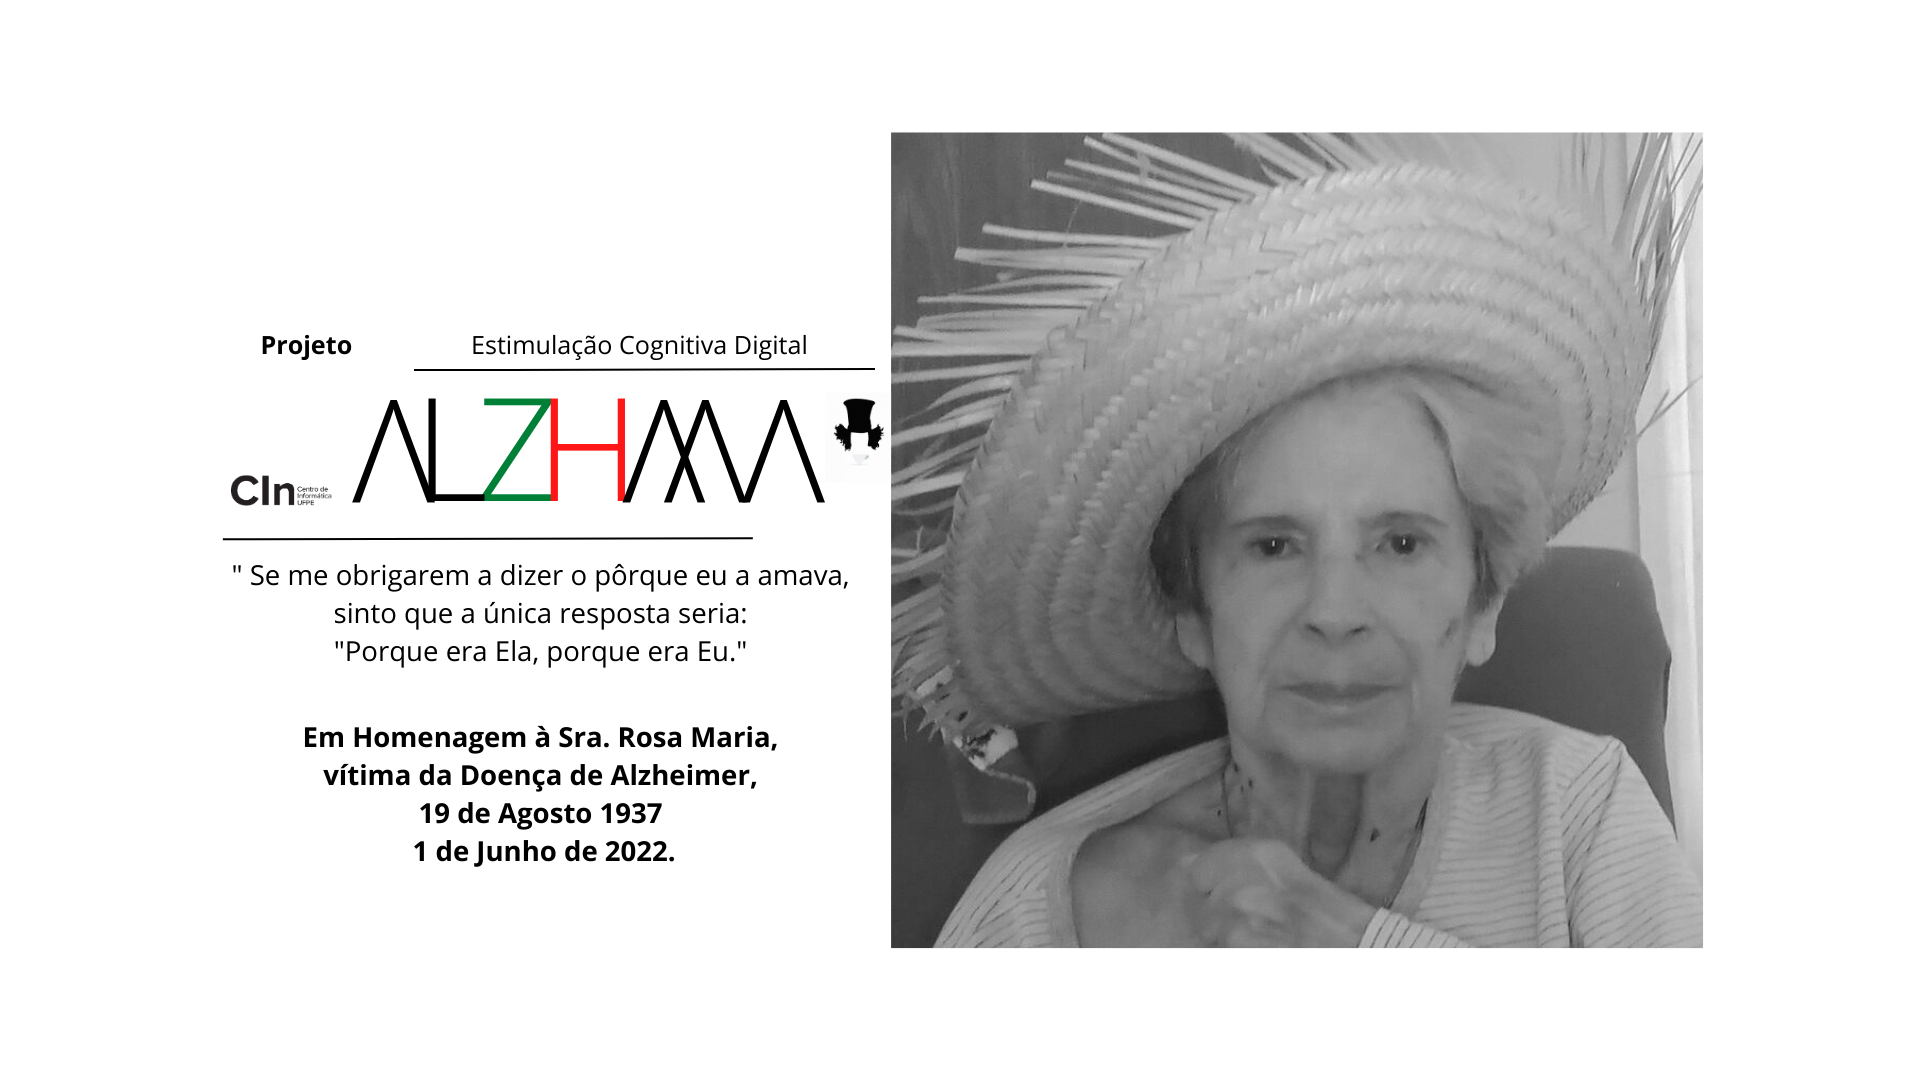 Projeto
Estimulação Cognitiva Digital
ALZHMA
CIn Centro de
Informática
UFPE
" Se me obrigarem a dizer o pôrque eu a amava,
sinto que a única resposta seria:
"Porque era Ela, porque era Eu."
Em Homenagem à Sra. Rosa Maria,
vítima da Doença de Alzheimer,
19 de Agosto 1937
1 de Junho de 2022.